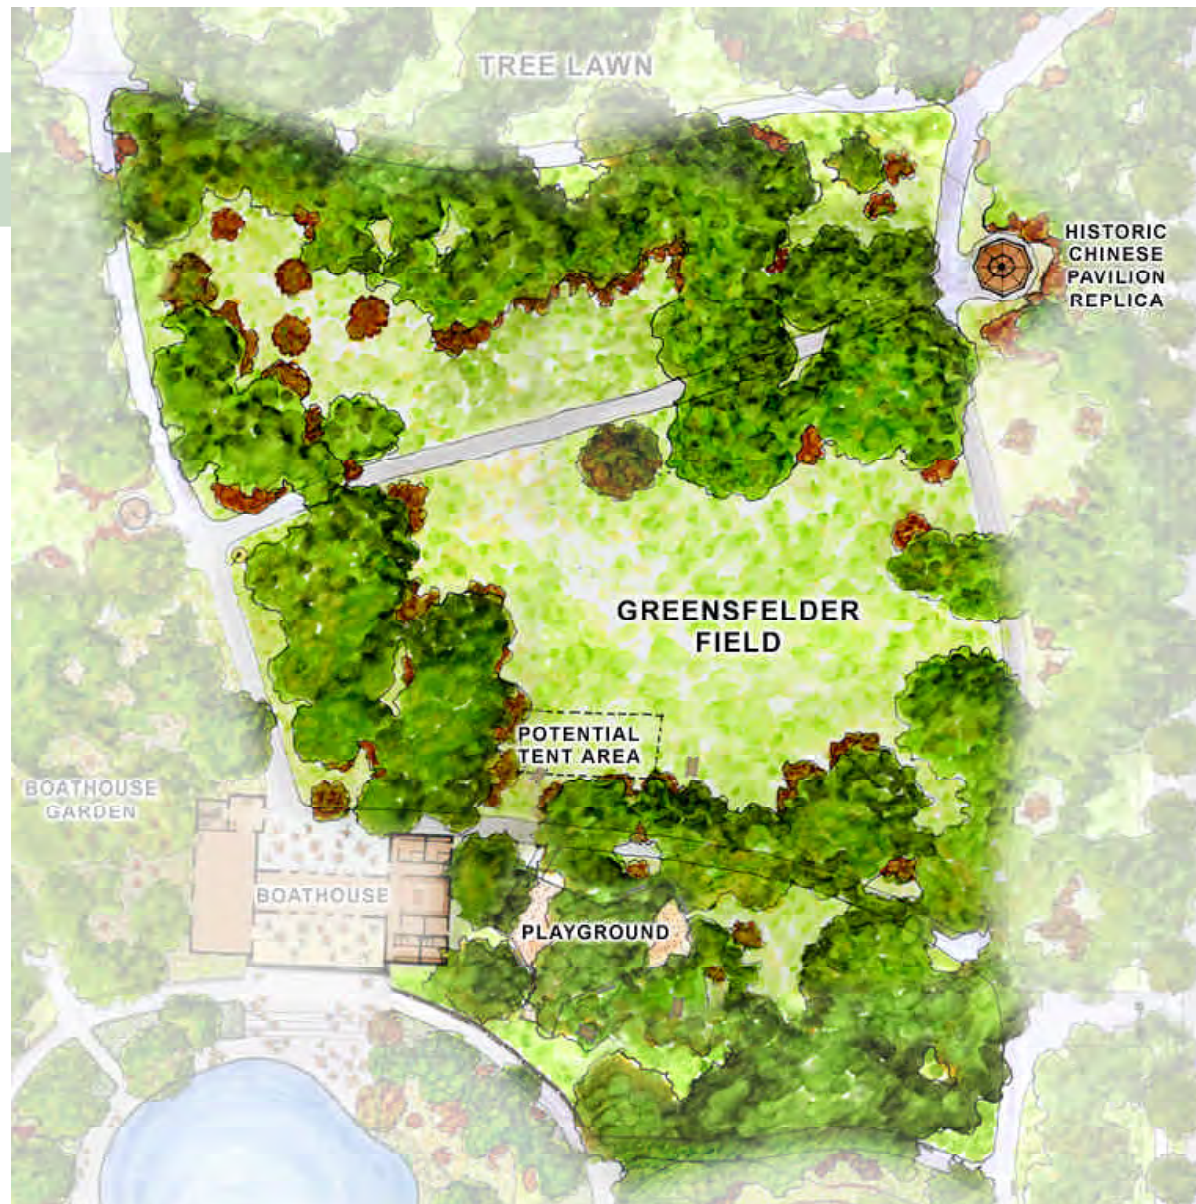 TREE LAWN
HISTORIC
CHINESE
PAVILION
REPLICA
GREENSFELDER
FIELD
POTENTIAL
TENT AREA
BOATHOUSE
GARDEN
BOATHOUSE
PLAYGROUND